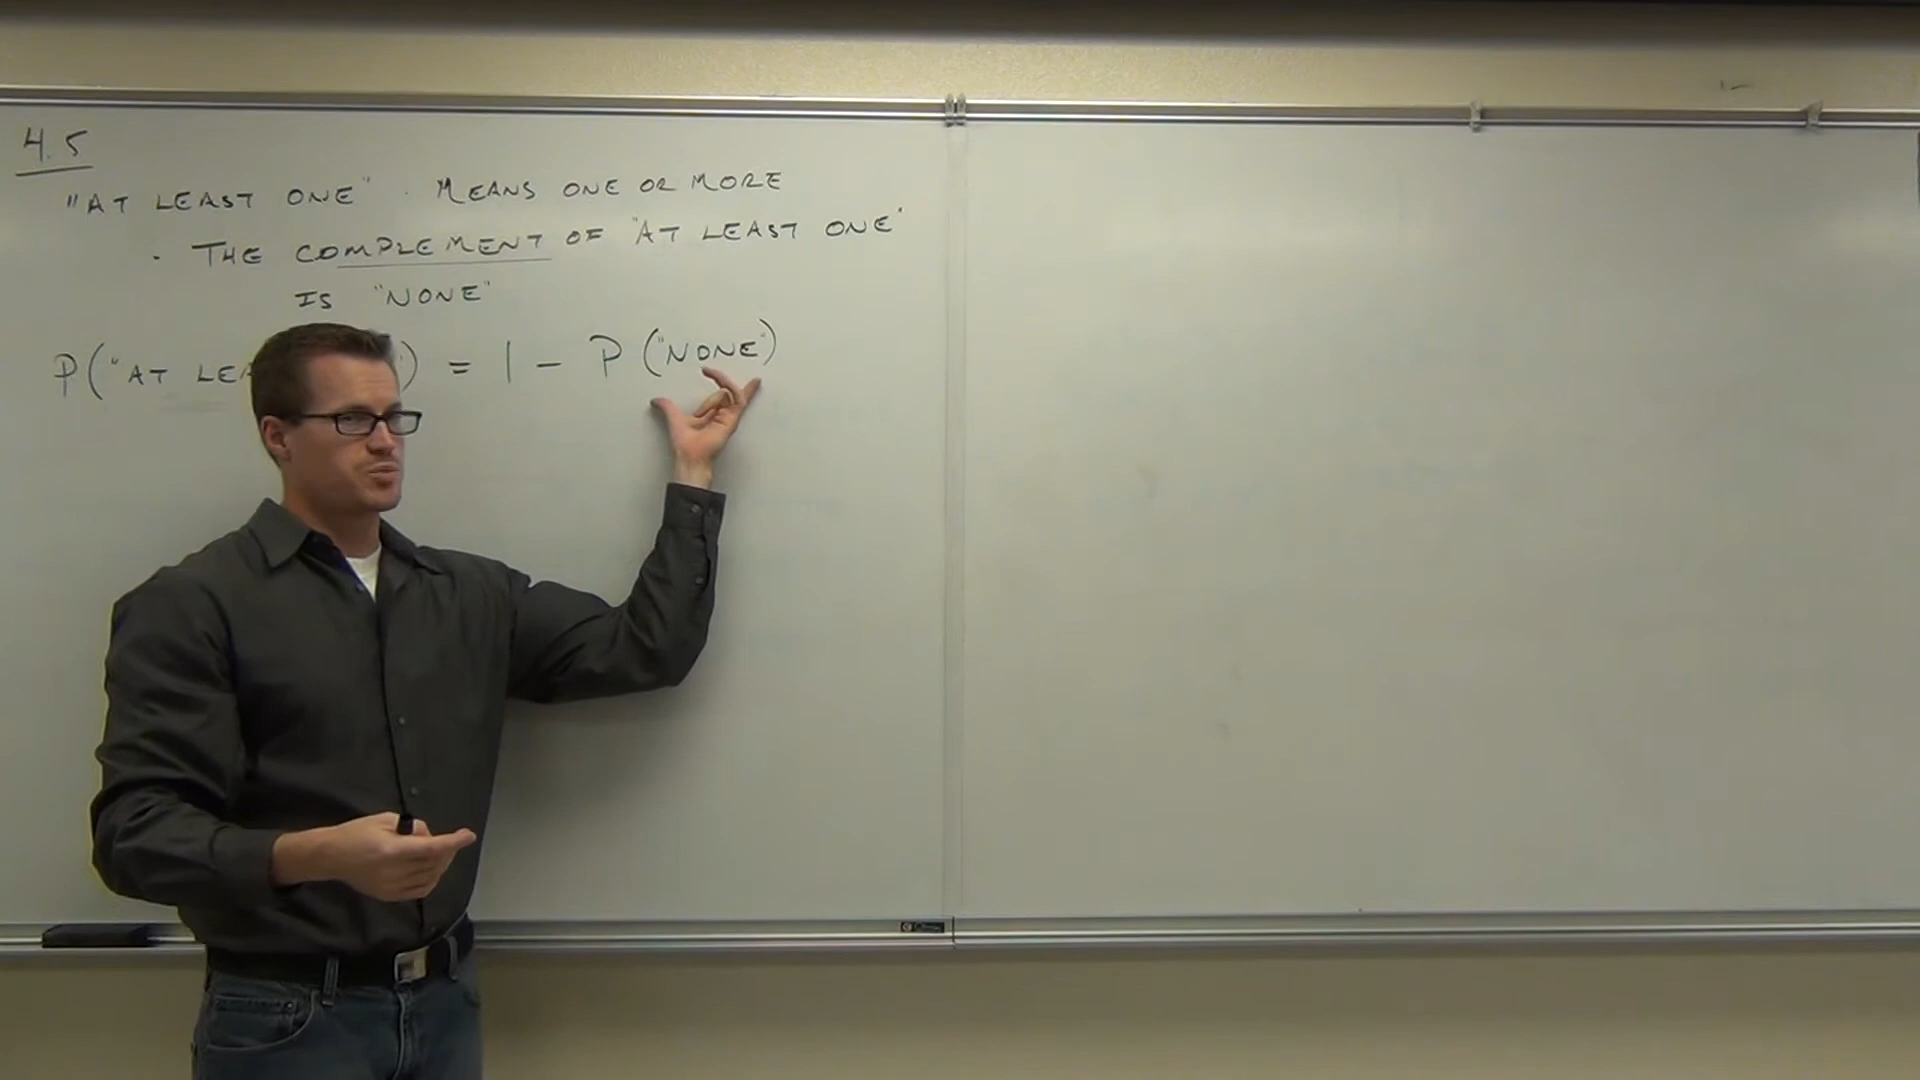 4.5
"AT LEAST ONE" · MEANS ONE OR MORE
· THE COMPLEMENT OF "AT LEAST ONE"
IS "NONE"
P("AT LEA ") = 1 - P("NONE")